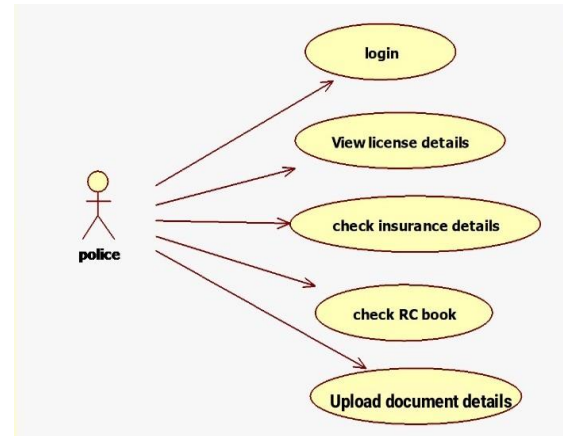 login
View license details
check insurance details
police
check RC book
Upload document details